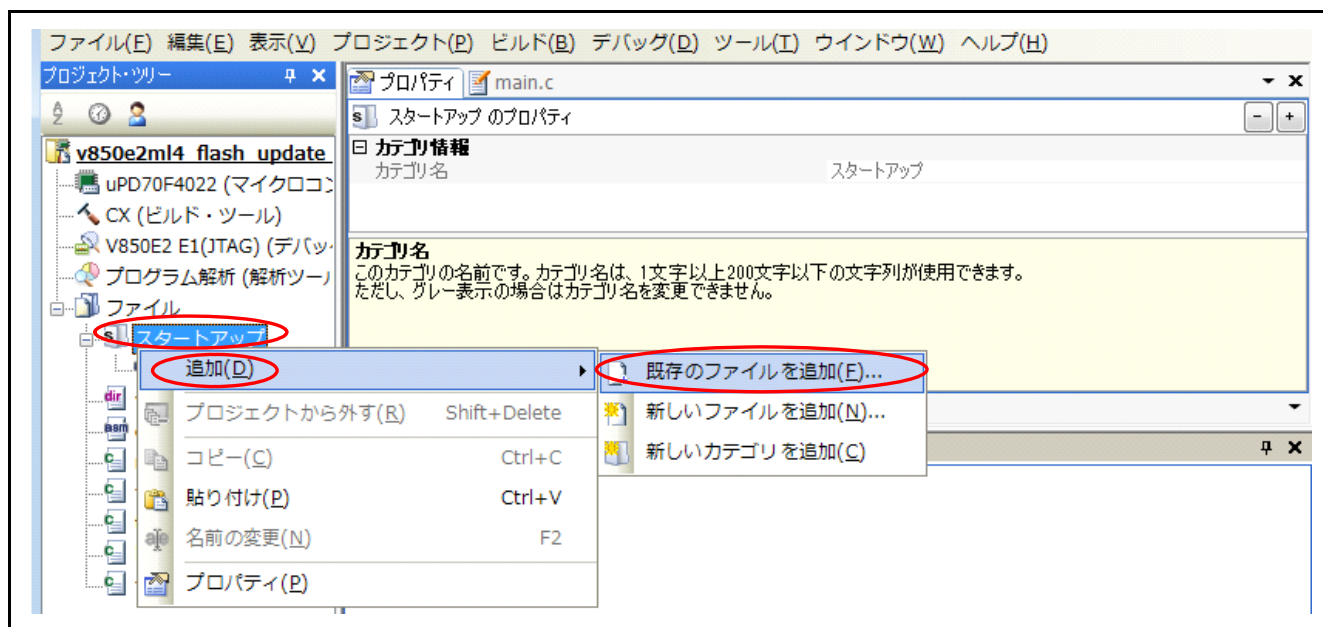 ファイル(F) 編集(E) 表示(V) プロジェクト(P) ビルド(B) デバッグ(D) ツール(T) ウインドウ(W) ヘルプ(H)
プロジェクト・ツリー
プロパティ main.c
スタートアップ のプロパティ
カテゴリ情報
カテゴリ名 スタートアップ
カテゴリ名
このカテゴリの名前です。カテゴリ名は、1文字以上200文字以下の文字列が使用できます。
ただし、グレー表示の場合はカテゴリ名を変更できません。
v850e2ml4_flash_update_
uPD70F4022 (マイクロコン
CX (ビルド・ツール)
V850E2 E1(JTAG) (デバッ
プログラム解析 (解析ツール
ファイル
スタートアップ
追加(D)
プロジェクトから外す(R) Shift+Delete
コピー(C) Ctrl+C
貼り付け(P) Ctrl+V
名前の変更(N) F2
プロパティ(P)
既存のファイルを追加(F)...
新しいファイルを追加(N)...
新しいカテゴリを追加(C)